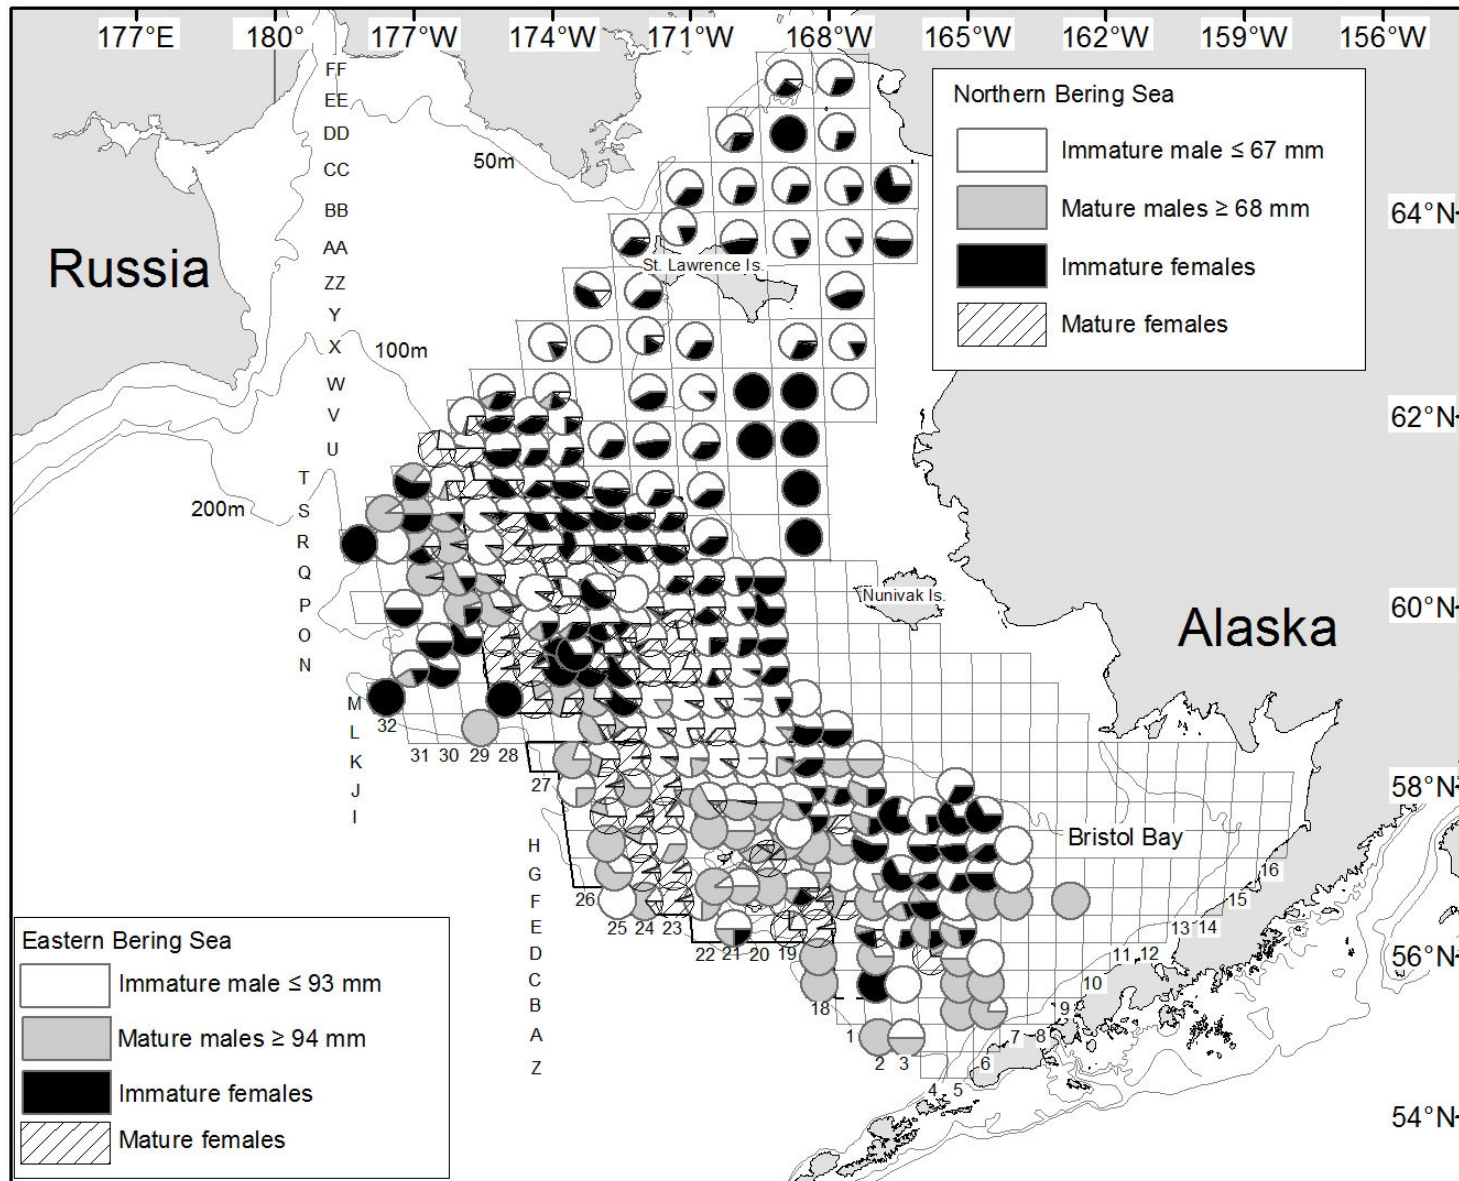 177°E 180° 177°W 174°W 171°W 168°W 165°W 162°W 159°W 156°W
FF
EE
DD
CC
BB
AA
ZZ
Y
X
W
V
U
T
S
R
Q
P
O
N
M
L
K
J
I
H
G
F
E
D
C
B
A
Z
50m
100m
200m
Russia
Alaska
St. Lawrence Is.
Nunivak Is.
Bristol Bay
64°N
62°N
60°N
58°N
56°N
54°N
Northern Bering Sea
Immature male ≤ 67 mm
Mature males ≥ 68 mm
Immature females
Mature females
32
31 30 29 28
27
26
25 24 23
22 21 20 19
18
1
2 3
4 5
6
7 8
9
10
11 12
13 14
15
16
Eastern Bering Sea
Immature male ≤ 93 mm
Mature males ≥ 94 mm
Immature females
Mature females